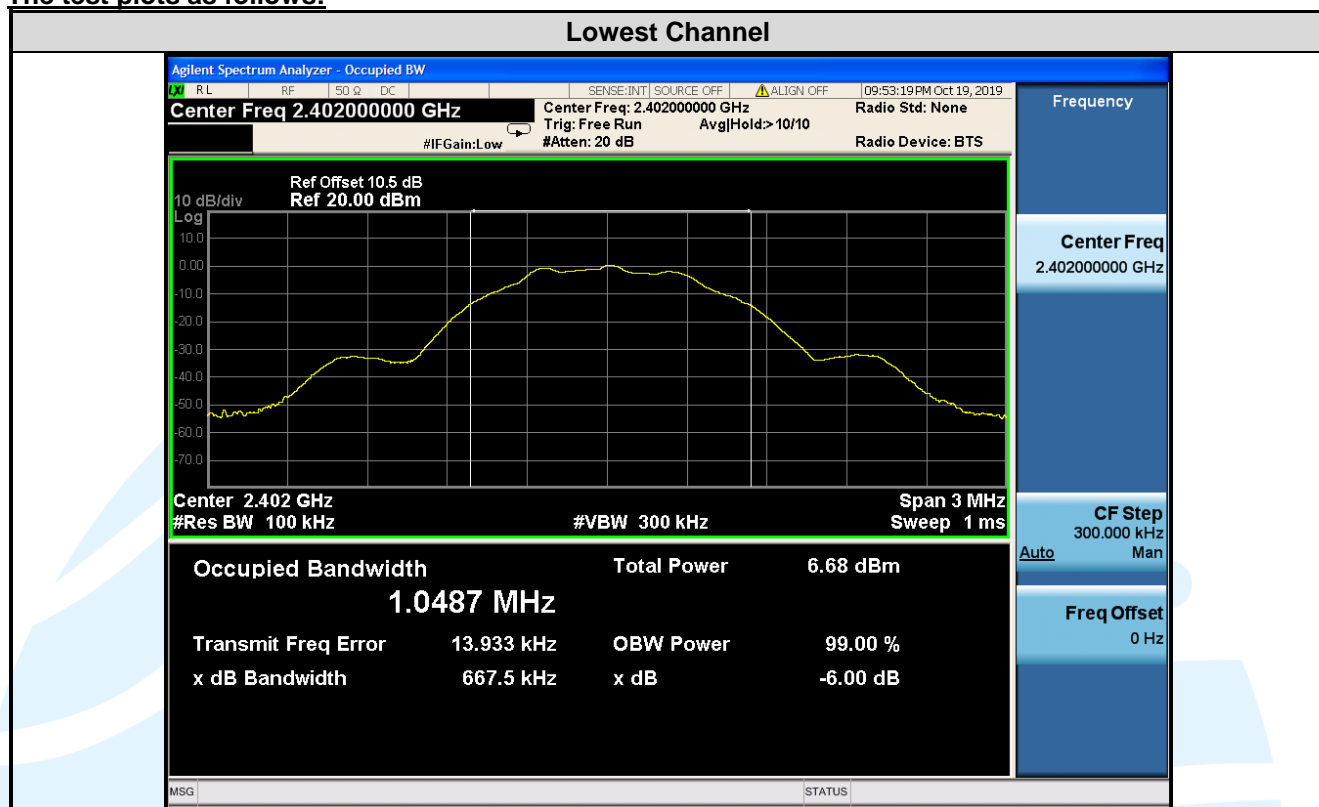 The test plots as follows:
Lowest Channel
Agilent Spectrum Analyzer - Occupied BW
LXI RL RF 50 Ω DC SENSE:INT SOURCE OFF ALIGN OFF 09:53:19 PM Oct 19, 2019
Center Freq 2.402000000 GHz
Center Freq: 2.402000000 GHz
Radio Std: None
Trig: Free Run Avg|Hold:> 10/10
#IFGain:Low
#Atten: 20 dB
Radio Device: BTS
Ref Offset 10.5 dB
10 dB/div Ref 20.00 dBm
Log
10.0
0.00
-10.0
-20.0
-30.0
-40.0
-50.0
-60.0
-70.0
Center 2.402 GHz Span 3 MHz
#Res BW 100 kHz #VBW 300 kHz Sweep 1 ms
Occupied Bandwidth Total Power 6.68 dBm
1.0487 MHz
Transmit Freq Error 13.933 kHz OBW Power 99.00 %
x dB Bandwidth 667.5 kHz x dB -6.00 dB
MSG STATUS
Frequency
Center Freq
2.402000000 GHz
CF Step
300.000 kHz
Auto Man
Freq Offset
0 Hz